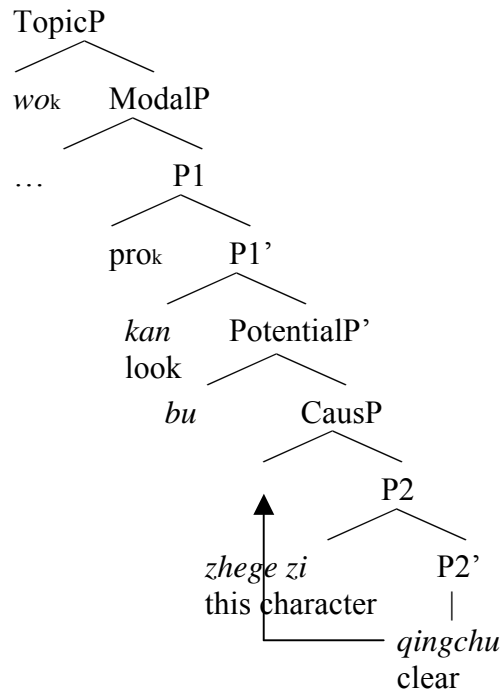 TopicP
wok ModalP
… P1
prok P1’
kan PotentialP’
look
bu CausP
P2
zhege zi P2’
this character |
qingchu
clear